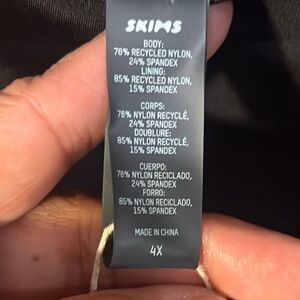 SKIMS
BODY:
76% RECYCLED NYLON,
24% SPANDEX
LINING:
85% RECYCLED NYLON,
15% SPANDEX
CORPS:
76% NYLON RECYCLÉ,
24% SPANDEX
DOUBLURE:
85% NYLON RECYCLÉ,
15% SPANDEX
CUERPO:
76% NYLON RECICLADO,
24% SPANDEX
FORRO:
85% NYLON RECICLADO,
15% SPANDEX
MADE IN CHINA
4X